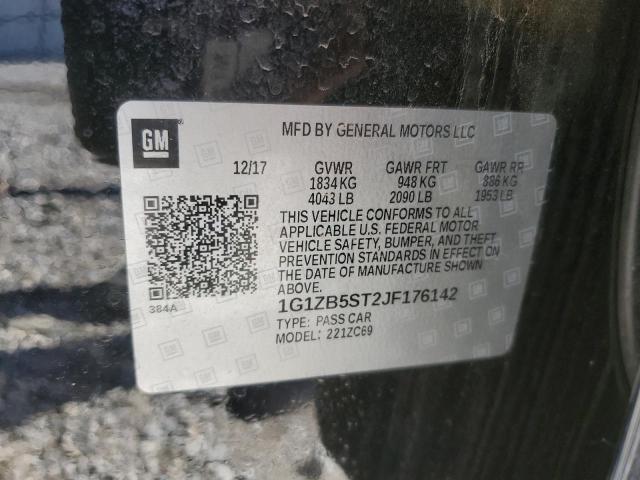 GM
MFD BY GENERAL MOTORS LLC
12/17 GVWR GAWR FRT GAWR RR
1834 KG 948 KG 886 KG
4043 LB 2090 LB 1953 LB
THIS VEHICLE CONFORMS TO ALL
APPLICABLE U.S. FEDERAL MOTOR
VEHICLE SAFETY, BUMPER, AND THEFT
PREVENTION STANDARDS IN EFFECT ON
THE DATE OF MANUFACTURE SHOWN
ABOVE.
384A
1G1ZB5ST2JF176142
TYPE: PASS CAR
MODEL: 221ZC69